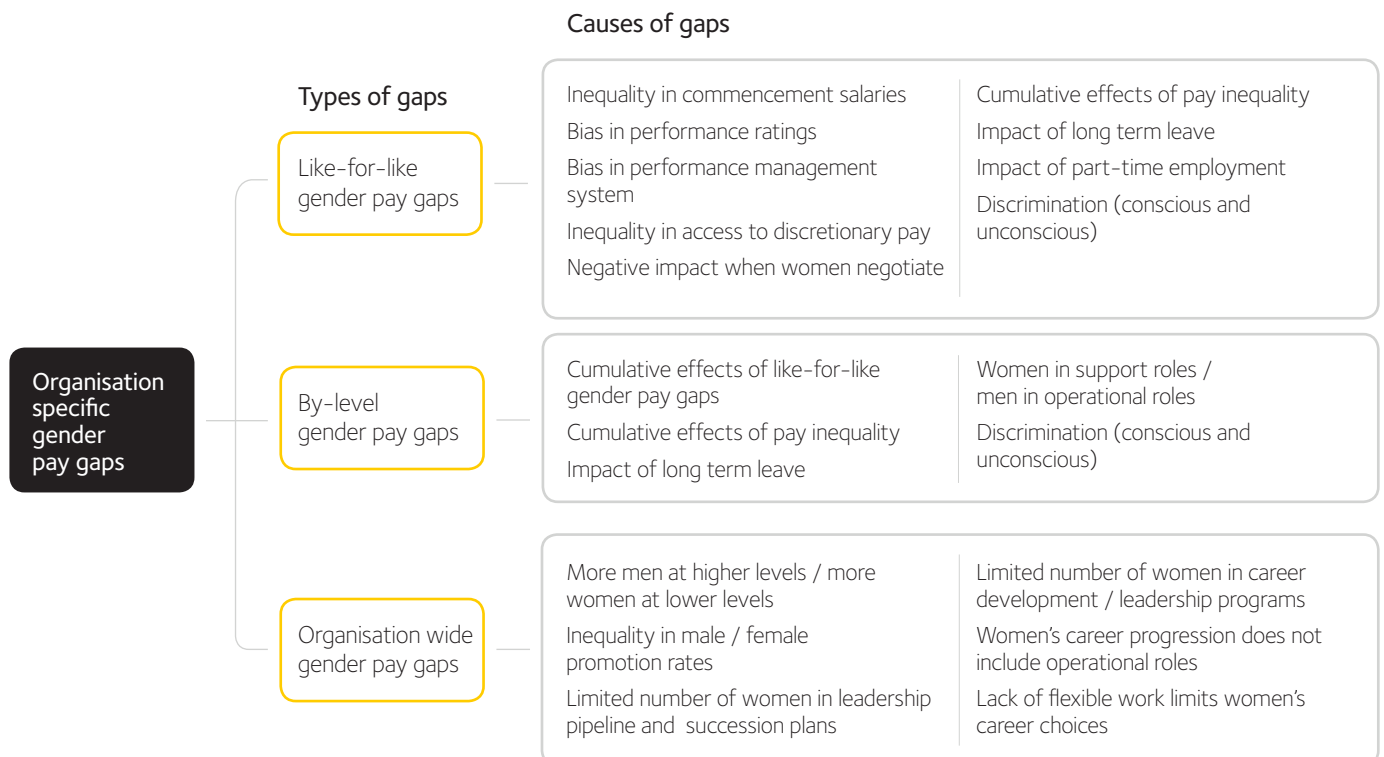 Causes of gaps
Types of gaps
Organisation
specific
gender
pay gaps
Like-for-like
gender pay gaps
Inequality in commencement salaries
Bias in performance ratings
Bias in performance management
system
Inequality in access to discretionary pay
Negative impact when women negotiate
Cumulative effects of pay inequality
Impact of long term leave
Impact of part-time employment
Discrimination (conscious and
unconscious)
By-level
gender pay gaps
Cumulative effects of like-for-like
gender pay gaps
Cumulative effects of pay inequality
Impact of long term leave
Women in support roles /
men in operational roles
Discrimination (conscious and
unconscious)
Organisation wide
gender pay gaps
More men at higher levels / more
women at lower levels
Inequality in male / female
promotion rates
Limited number of women in leadership
pipeline and succession plans
Limited number of women in career
development / leadership programs
Women's career progression does not
include operational roles
Lack of flexible work limits women's
career choices